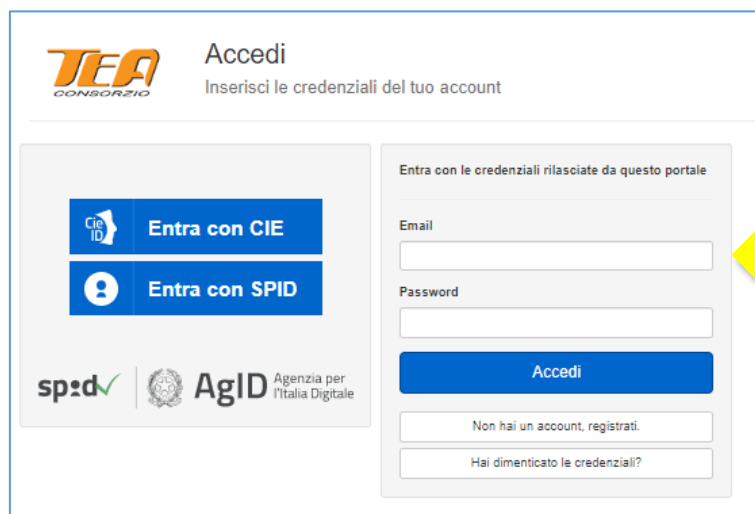 TEA
CONSORZIO
Accedi
Inserisci le credenziali del tuo account
Cie
ID
Entra con CIE
Entra con SPID
spid
AgID Agenzia per
l'Italia Digitale
Entra con le credenziali rilasciate da questo portale
Email
Password
Accedi
Non hai un account, registrati.
Hai dimenticato le credenziali?